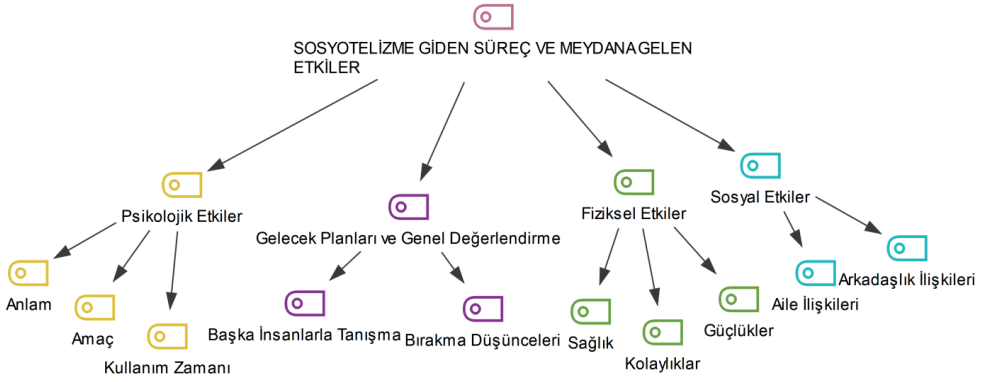 SOSYOTELİZME GİDEN SÜREÇ VE MEYDANAGELEN
ETKİLER
Psikolojik Etkiler
Gelecek Planları ve Genel Değerlendirme
Fiziksel Etkiler
Sosyal Etkiler
Anlam
Amaç
Kullanım Zamanı
Başka İnsanlarla Tanışma
Bırakma Düşünceleri
Sağlık
Kolaylıklar
Güçlükler
Aile İlişkileri
Arkadaşlık İlişkileri